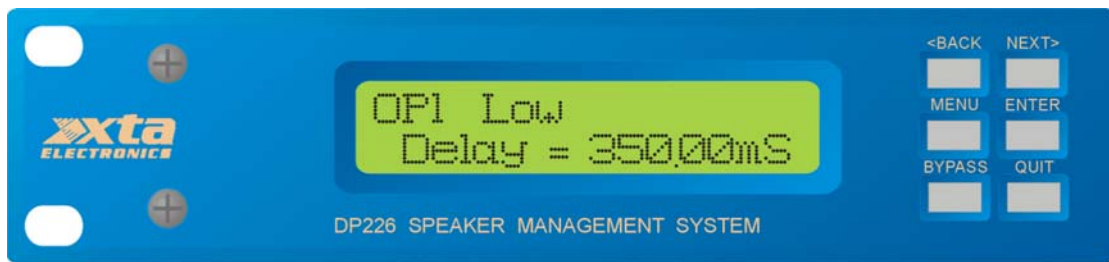 xta
ELECTRONICS
OP1 Low
Delay = 350.00mS
DP226 SPEAKER MANAGEMENT SYSTEM
<BACK NEXT>
MENU ENTER
BYPASS QUIT